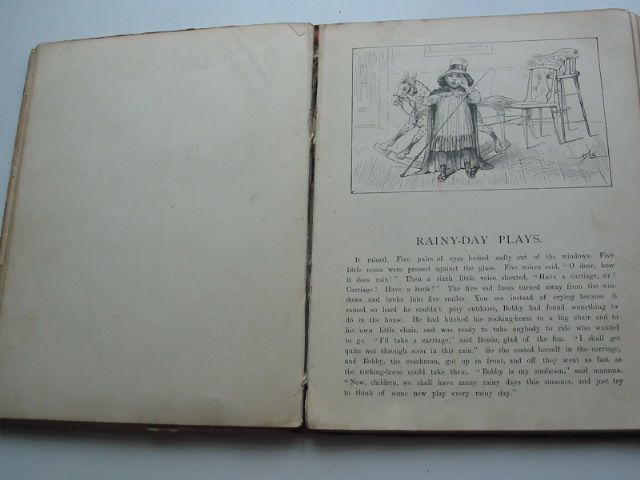 RAINY-DAY PLAYS.
It rained. Five pairs of eyes looked sadly out of the windows. Five
little noses were pressed against the glass. Five voices said, "O dear, how
it does rain!" Then a sixth little voice shouted, "Have a carriage, sir!
Carriage! Have a hack?" The five sad faces turned away from the win-
dows and broke into five smiles. You see instead of crying because it
rained so hard he couldn't play outdoors, Bobby had found something to
do in the house. He had hitched his rocking-horse to a big chair and to
his own little chair, and was ready to take anybody to ride who wanted
to go. "I'll take a carriage," said Bessie, glad of the fun. "I shall get
quite wet through soon in this rain." So she seated herself in the carriage,
and Bobby, the coachman, got up in front, and off they went as fast as
the rocking-horse could take them. "Bobby is my sunbeam," said mamma.
"Now, children, we shall have many rainy days this summer, and just try
to think of some new play every rainy day."